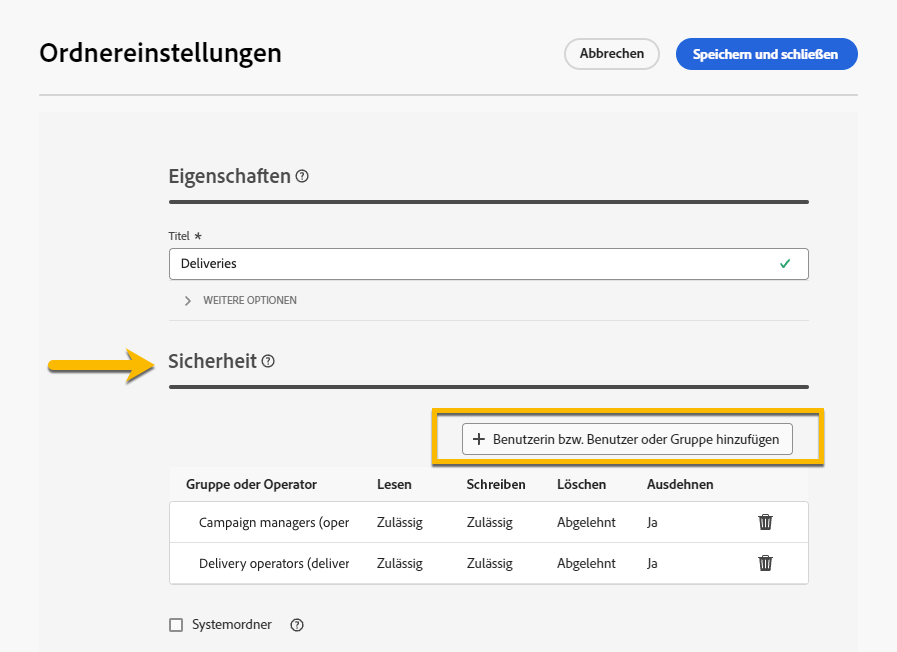 Ordnereinstellungen
Abbrechen
Speichern und schließen
Eigenschaften
Titel *
Deliveries
WEITERE OPTIONEN
Sicherheit
+ Benutzerin bzw. Benutzer oder Gruppe hinzufügen
Gruppe oder Operator Lesen Schreiben Löschen Ausdehnen
Campaign managers (oper Zulässig Zulässig Abgelehnt Ja
Delivery operators (deliver Zulässig Zulässig Abgelehnt Ja
Systemordner